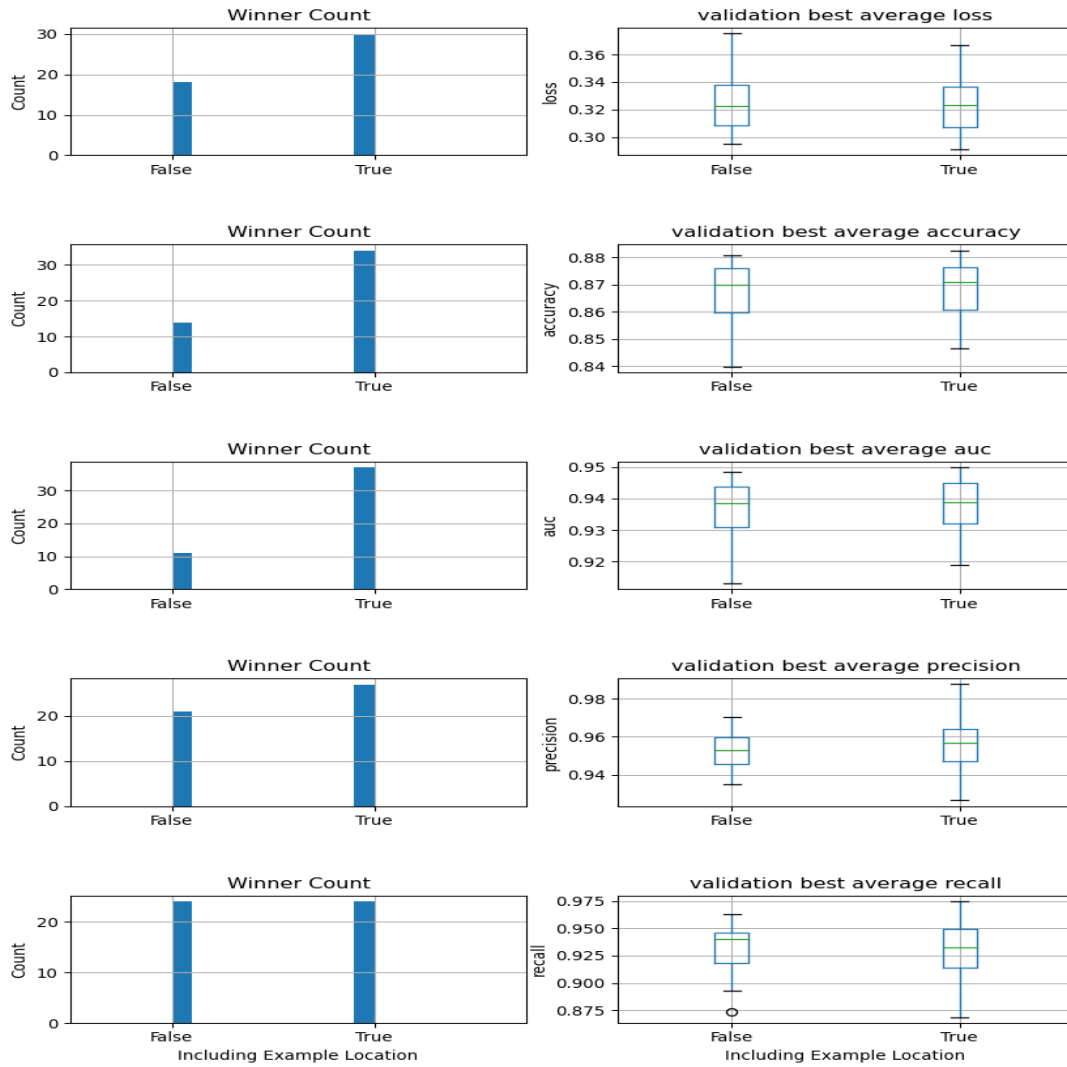 Winner Count
validation best average loss
Count
30
20
10
0
False
True
loss
0.36
0.34
0.32
0.30
False
True
Winner Count
validation best average accuracy
Count
30
20
10
0
False
True
accuracy
0.88
0.87
0.86
0.85
0.84
False
True
Winner Count
validation best average auc
Count
30
20
10
0
False
True
auc
0.95
0.94
0.93
0.92
False
True
Winner Count
validation best average precision
Count
20
10
0
False
True
precision
0.98
0.96
0.94
False
True
Winner Count
validation best average recall
Count
20
10
0
False
True
Including Example Location
recall
0.975
0.950
0.925
0.900
0.875
False
True
Including Example Location